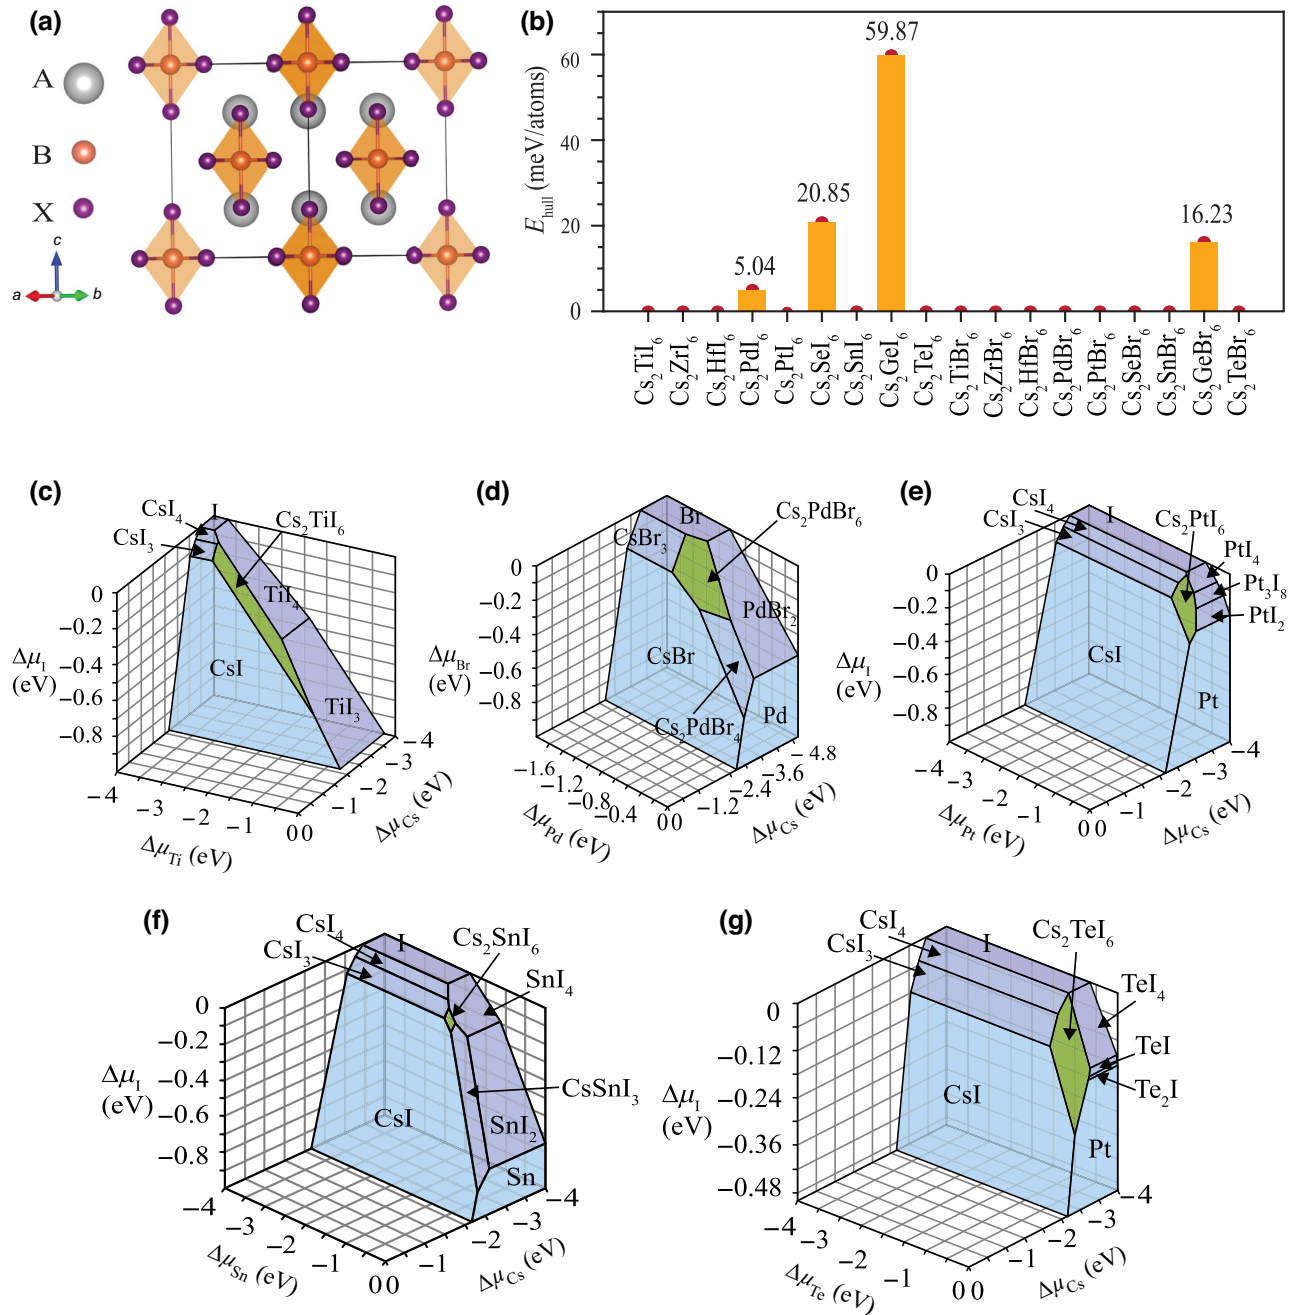 (a)
A
B
X
c
a
b
(b)
E_hull (meV/atoms)
60
40
20
0
5.04
20.85
59.87
16.23
Cs₂TiI₆
Cs₂ZrI₆
Cs₂HfI₆
Cs₂PdI₆
Cs₂PtI₆
Cs₂SeI₆
Cs₂SnI₆
Cs₂GeI₆
Cs₂TeI₆
Cs₂TiBr₆
Cs₂ZrBr₆
Cs₂HfBr₆
Cs₂PdBr₆
Cs₂PtBr₆
Cs₂SeBr₆
Cs₂SnBr₆
Cs₂GeBr₆
Cs₂TeBr₆
(c)
CsI₄
I
Cs₂TiI₆
CsI₃
TiI₄
CsI
TiI₃
0
−0.2
−0.4
−0.6
−0.8
Δμ_I
(eV)
−4
−3
−2
−1
0
Δμ_Ti (eV)
0
−1
−2
−3
−4
Δμ_Cs (eV)
(d)
Br
Cs₂PdBr₆
CsBr₃
PdBr₂
CsBr
Cs₂PdBr₄
Pd
0
−0.2
−0.4
−0.6
−0.8
Δμ_Br
(eV)
−1.6
−1.2
−0.8
−0.4
0
Δμ_Pd (eV)
0
−1.2
−2.4
−3.6
−4.8
Δμ_Cs (eV)
(e)
CsI₄
I
Cs₂PtI₆
CsI₃
PtI₄
Pt₃I₈
PtI₂
CsI
Pt
0
−0.2
−0.4
−0.6
−0.8
Δμ_I
(eV)
−4
−3
−2
−1
0
Δμ_Pt (eV)
0
−1
−2
−3
−4
Δμ_Cs (eV)
(f)
CsI₄
I
Cs₂SnI₆
CsI₃
SnI₄
CsSnI₃
CsI
SnI₂
Sn
0
−0.2
−0.4
−0.6
−0.8
Δμ_I
(eV)
−4
−3
−2
−1
0
Δμ_Sn (eV)
0
−1
−2
−3
−4
Δμ_Cs (eV)
(g)
CsI₄
I
Cs₂TeI₆
CsI₃
TeI₄
TeI
Te₂I
CsI
Pt
0
−0.12
−0.24
−0.36
−0.48
Δμ_I
(eV)
−4
−3
−2
−1
0
Δμ_Te (eV)
0
−1
−2
−3
−4
Δμ_Cs (eV)